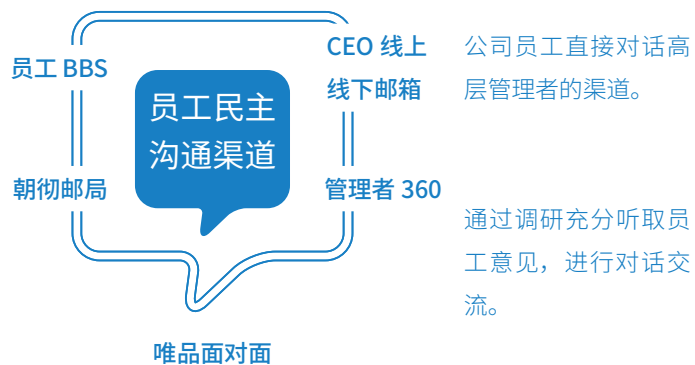 员工 BBS
朝彻邮局
员工民主
沟通渠道
CEO 线上
线下邮箱
公司员工直接对话高
层管理者的渠道。
管理者 360
通过调研充分听取员
工意见，进行对话交
流。
唯品面对面